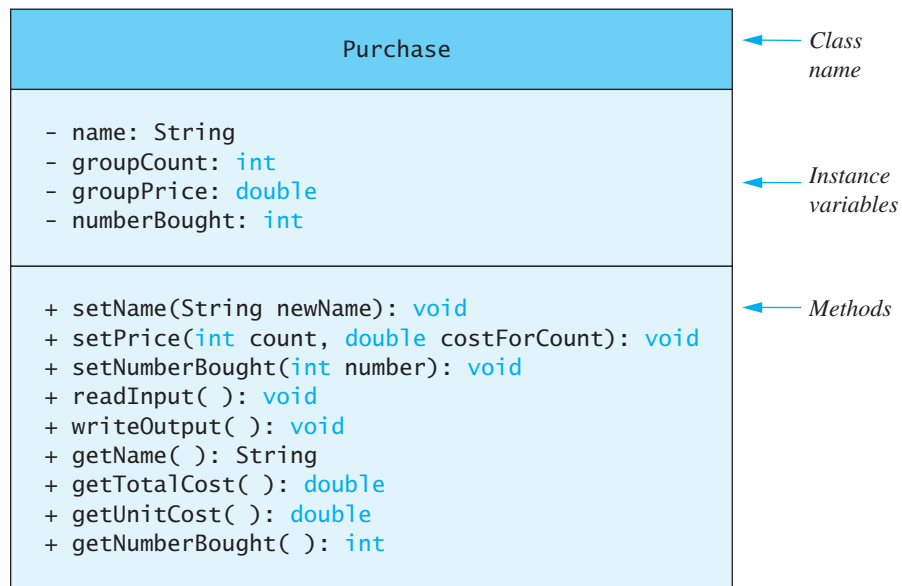 Purchase
Class
name
- name: String
- groupCount: int
- groupPrice: double
- numberBought: int
Instance
variables
+ setName(String newName): void
+ setPrice(int count, double costForCount): void
+ setNumberBought(int number): void
+ readInput( ): void
+ writeOutput( ): void
+ getName( ): String
+ getTotalCost( ): double
+ getUnitCost( ): double
+ getNumberBought( ): int
Methods